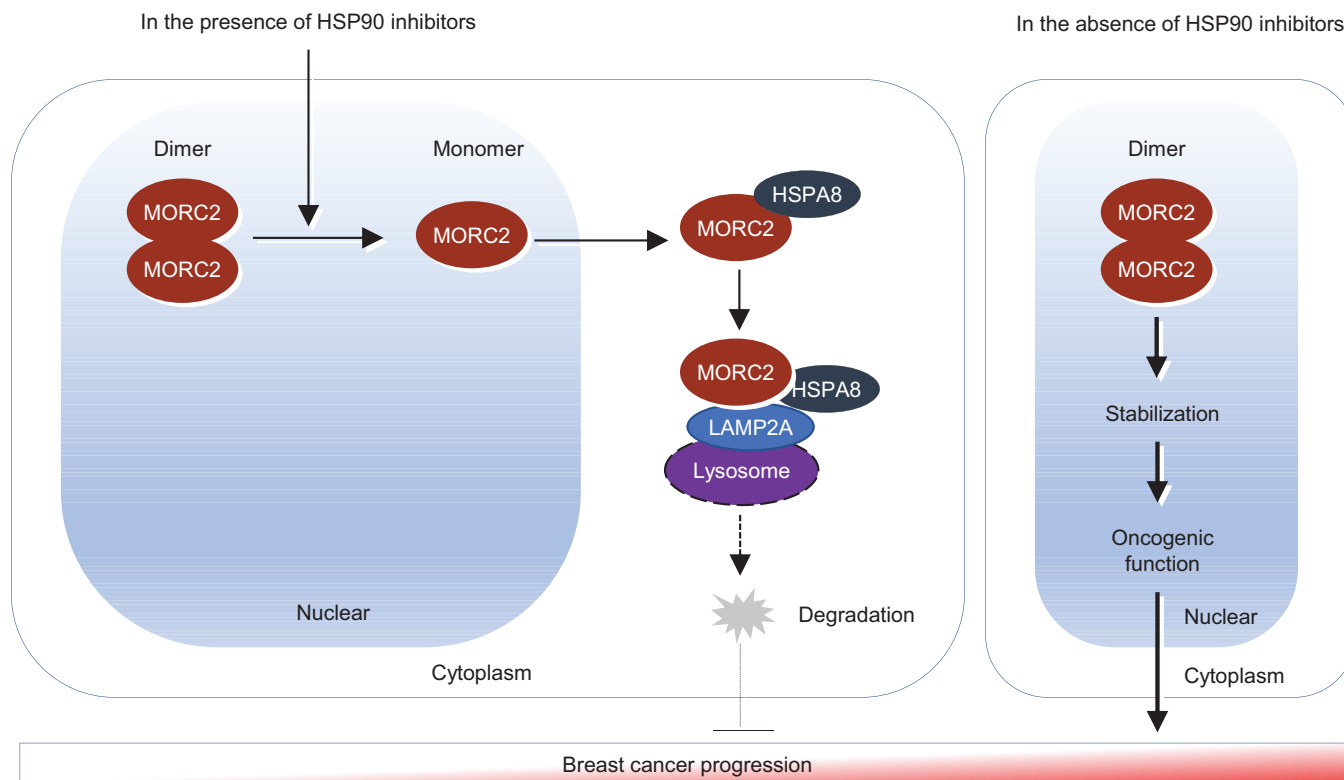 In the presence of HSP90 inhibitors
Dimer
MORC2
MORC2
Monomer
MORC2
MORC2
HSPA8
MORC2
HSPA8
LAMP2A
Lysosome
Degradation
Nuclear
Cytoplasm
In the absence of HSP90 inhibitors
Dimer
MORC2
MORC2
Stabilization
Oncogenic
function
Nuclear
Cytoplasm
Breast cancer progression